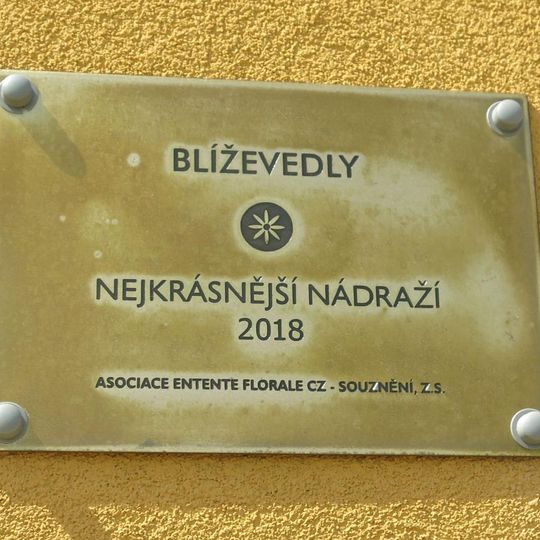 BLÍŽEVEDLY
NEJKRÁSNĚJŠÍ NÁDRAŽÍ
2018
ASOCIACE ENTENTE FLORALE CZ - SOUZNĚNÍ, Z.S.